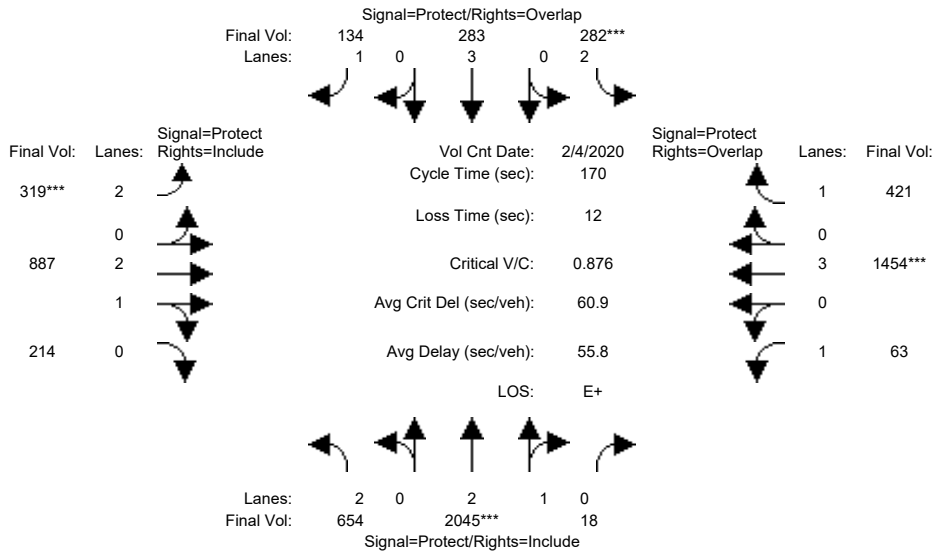 Signal=Protect/Rights=Overlap
Final Vol: 134 283 282***
Lanes: 1 0 3 0 2
Signal=Protect
Rights=Include
Final Vol: Lanes:
Vol Cnt Date: 2/4/2020
Signal=Protect
Rights=Overlap
Lanes: Final Vol:
Cycle Time (sec): 170
319*** 2
1 421
Loss Time (sec): 12
0
0
887 2
Critical V/C: 0.876
3 1454***
1
Avg Crit Del (sec/veh): 60.9
0
214 0
Avg Delay (sec/veh): 55.8
1 63
LOS: E+
Lanes: 2 0 2 1 0
Final Vol: 654 2045*** 18
Signal=Protect/Rights=Include